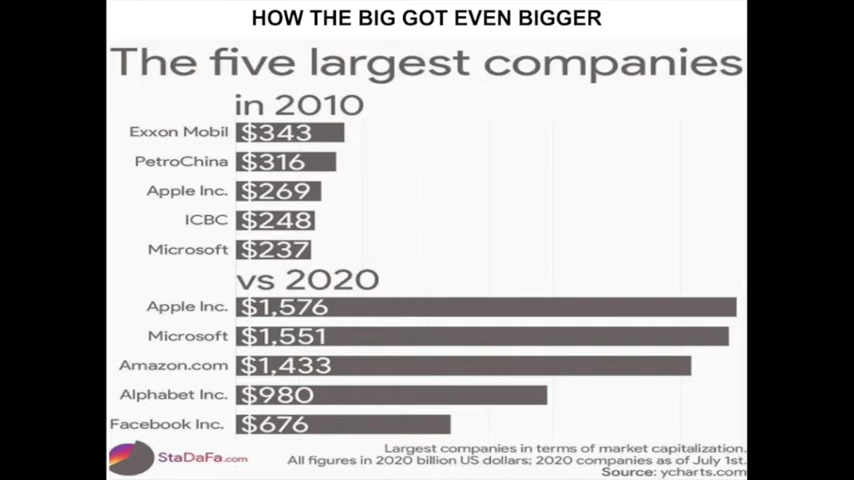 HOW THE BIG GOT EVEN BIGGER
The five largest companies
in 2010
Exxon Mobil $343
PetroChina $316
Apple Inc. $269
ICBC $248
Microsoft $237
vs 2020
Apple Inc. $1,576
Microsoft $1,551
Amazon.com $1,433
Alphabet Inc. $980
Facebook Inc. $676
StaDaFa.com
Largest companies in terms of market capitalization.
All figures in 2020 billion US dollars; 2020 companies as of July 1st.
Source: ycharts.com